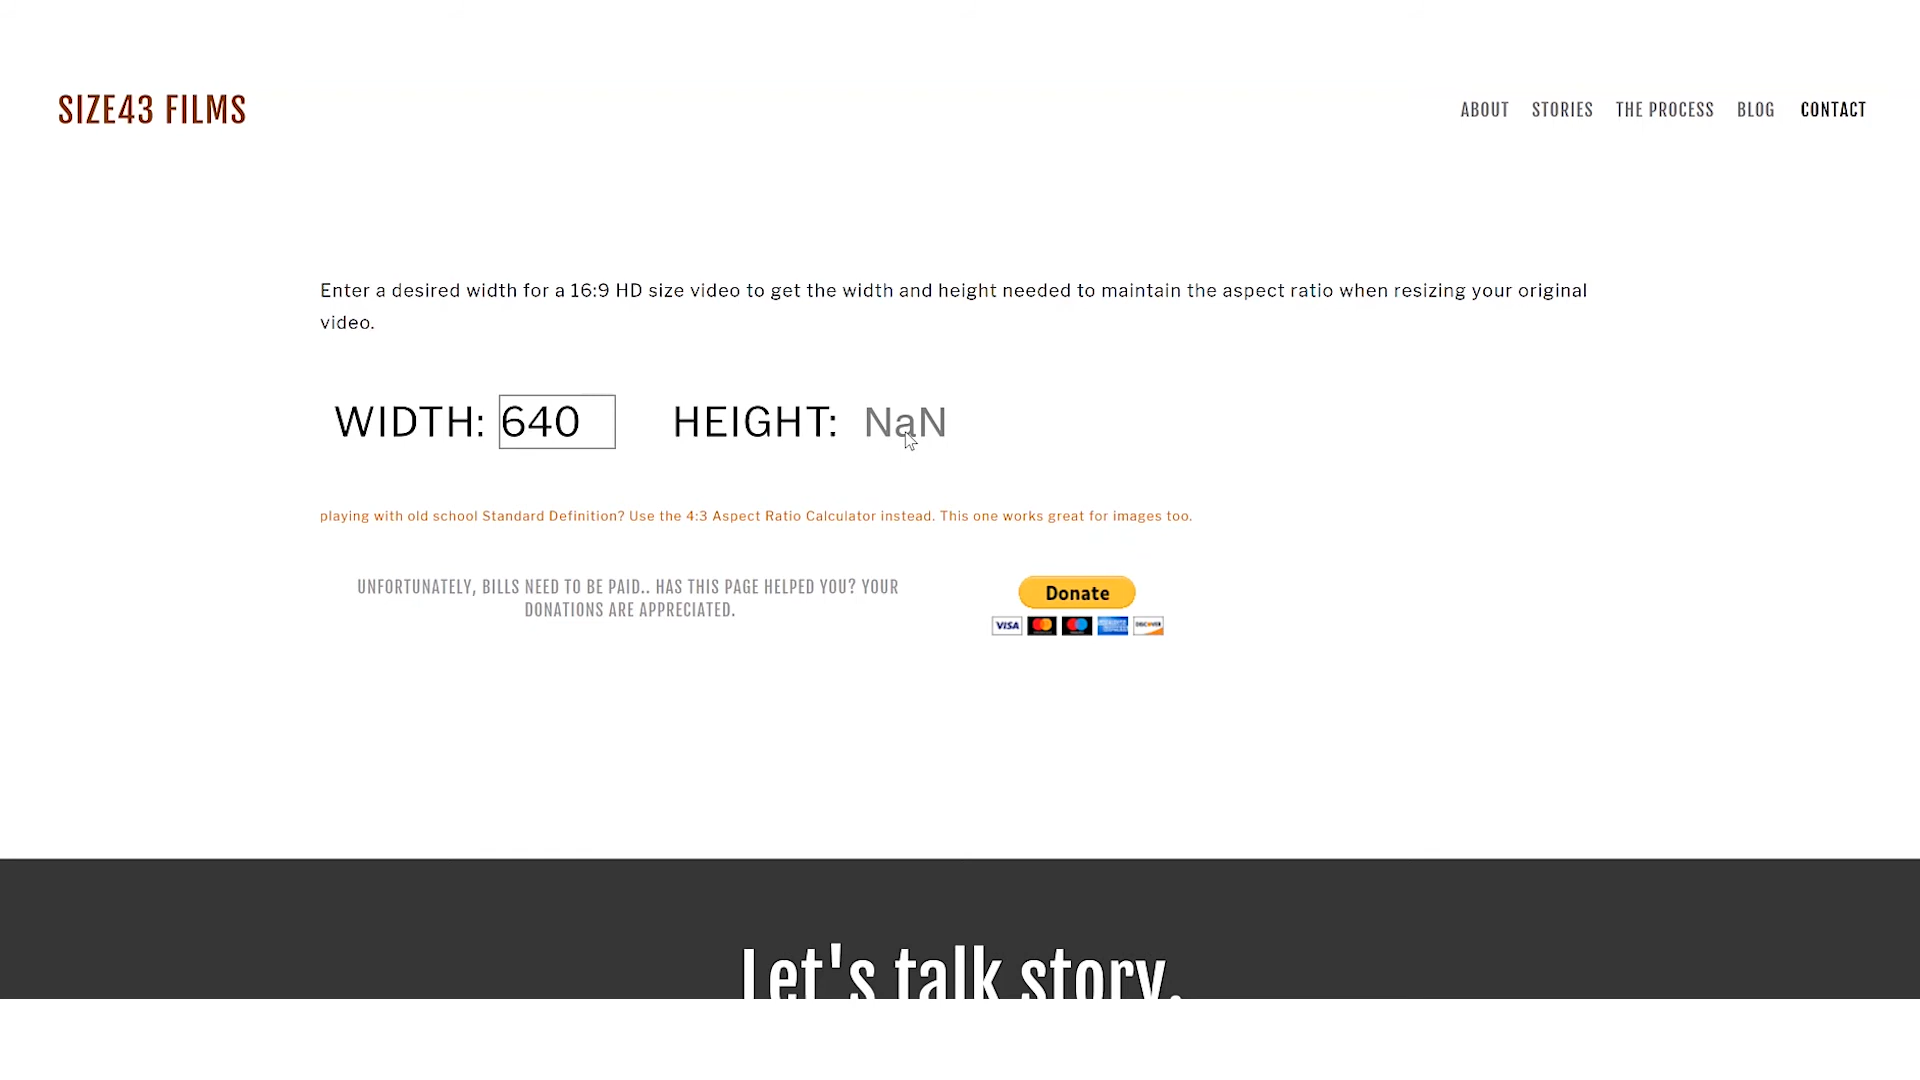 SIZE43 FILMS
ABOUT STORIES THE PROCESS BLOG CONTACT
Enter a desired width for a 16:9 HD size video to get the width and height needed to maintain the aspect ratio when resizing your original
video.
WIDTH: 640 HEIGHT: NaN
playing with old school Standard Definition? Use the 4:3 Aspect Ratio Calculator instead. This one works great for images too.
UNFORTUNATELY, BILLS NEED TO BE PAID.. HAS THIS PAGE HELPED YOU? YOUR
DONATIONS ARE APPRECIATED.
Donate
VISA DISCOVER
Let's talk story.